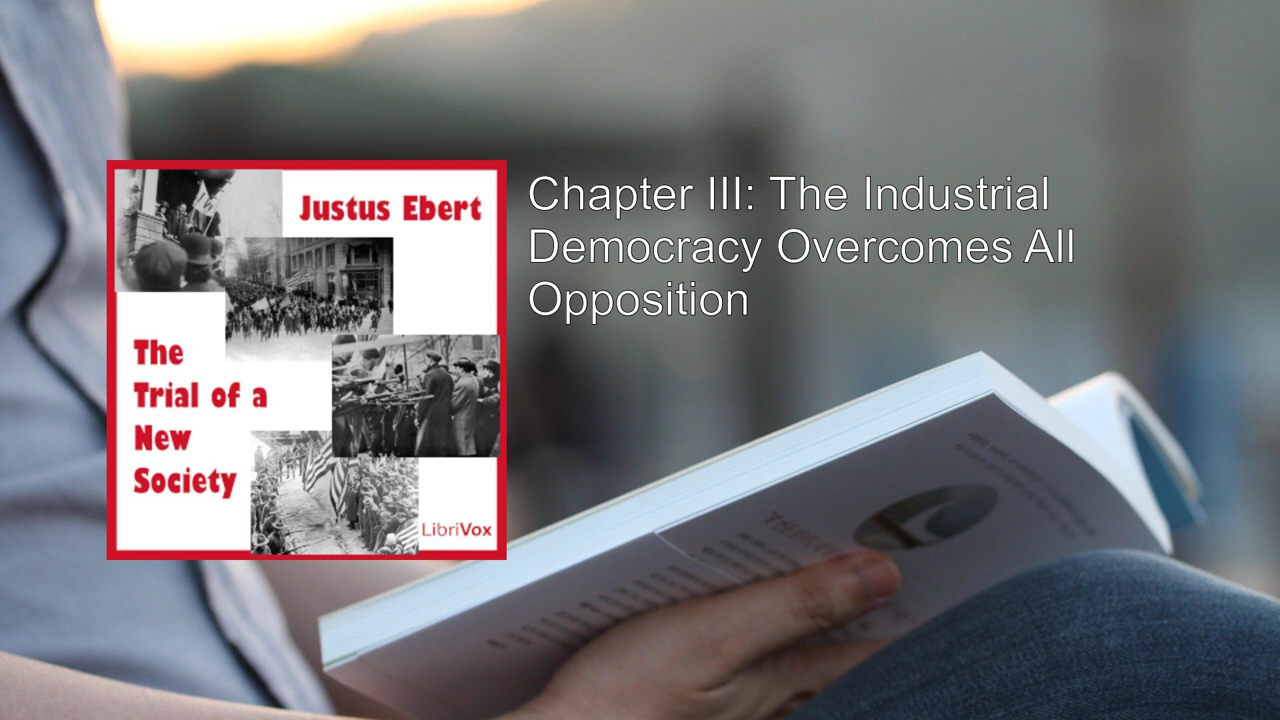 Justus Ebert
The
Trial of a
New
Society
LibriVox
Chapter III: The Industrial
Democracy Overcomes All
Opposition